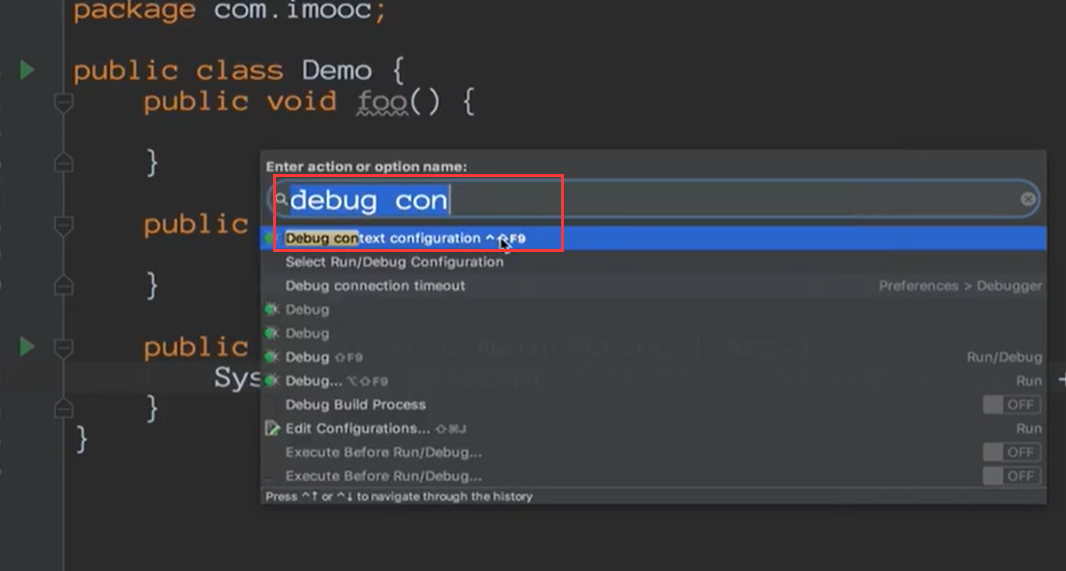 package com.imooc;
public class Demo {
public void foo() {
}
Enter action or option name:
debug con
public
Debug context configuration ⌃⇧F9
Select Run/Debug Configuration
}
Debug connection timeout Preferences > Debugger
Debug
Debug
public
Debug ⇧F9 Run/Debug
Sys
Debug... ⌥⇧F9 Run
}
Debug Build Process OFF
Edit Configurations... ⇧⌘J Run
}
Execute Before Run/Debug... OFF
Execute Before Run/Debug... OFF
Press ⌃↑ or ⌃↓ to navigate through the history